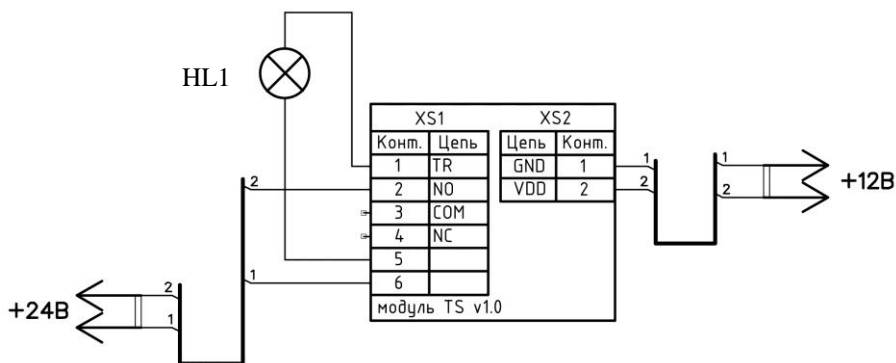 HL1
XS1 XS2
Конт. Цепь Цепь Конт.
1 TR GND 1
2 NO VDD 2
3 COM
4 NC
5
6
модуль TS v1.0
2
1
2
1
+24В
1
2
1
2
+12В